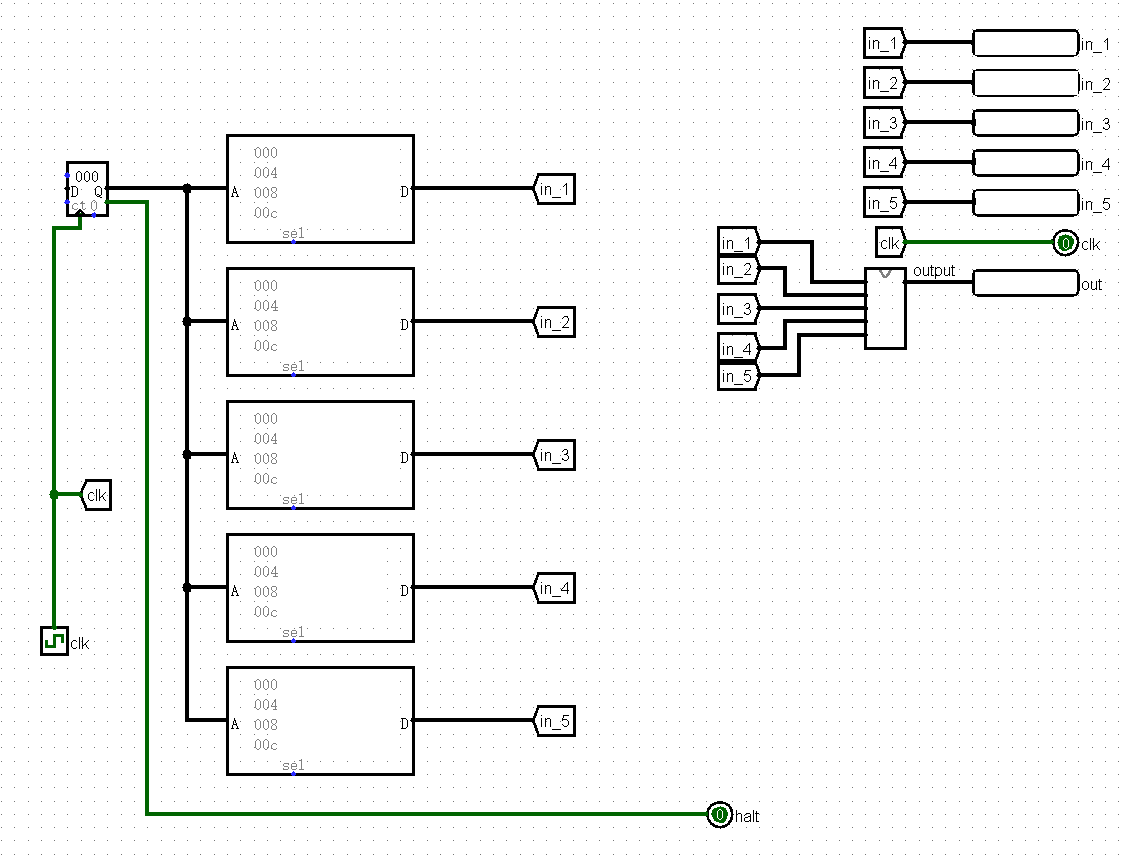 000
D Q
ct 0
000
004
008
00c
A
D
sel
in_1
000
004
008
00c
A
D
sel
in_2
000
004
008
00c
A
D
sel
in_3
000
004
008
00c
A
D
sel
in_4
000
004
008
00c
A
D
sel
in_5
clk
clk
0 halt
in_1 in_1
in_2 in_2
in_3 in_3
in_4 in_4
in_5 in_5
clk 0 clk
in_1
in_2
in_3
in_4
in_5
output
out